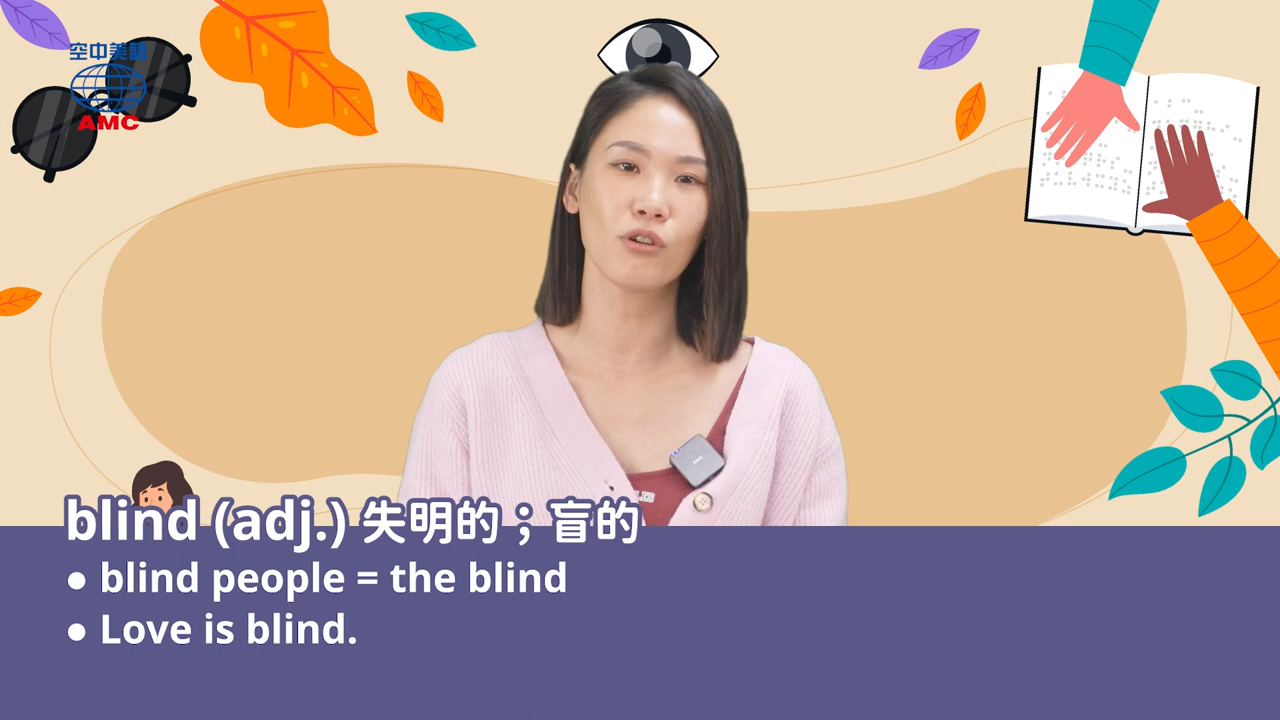 空中美語
AMC
blind (adj.) 失明的；盲的
● blind people = the blind
● Love is blind.